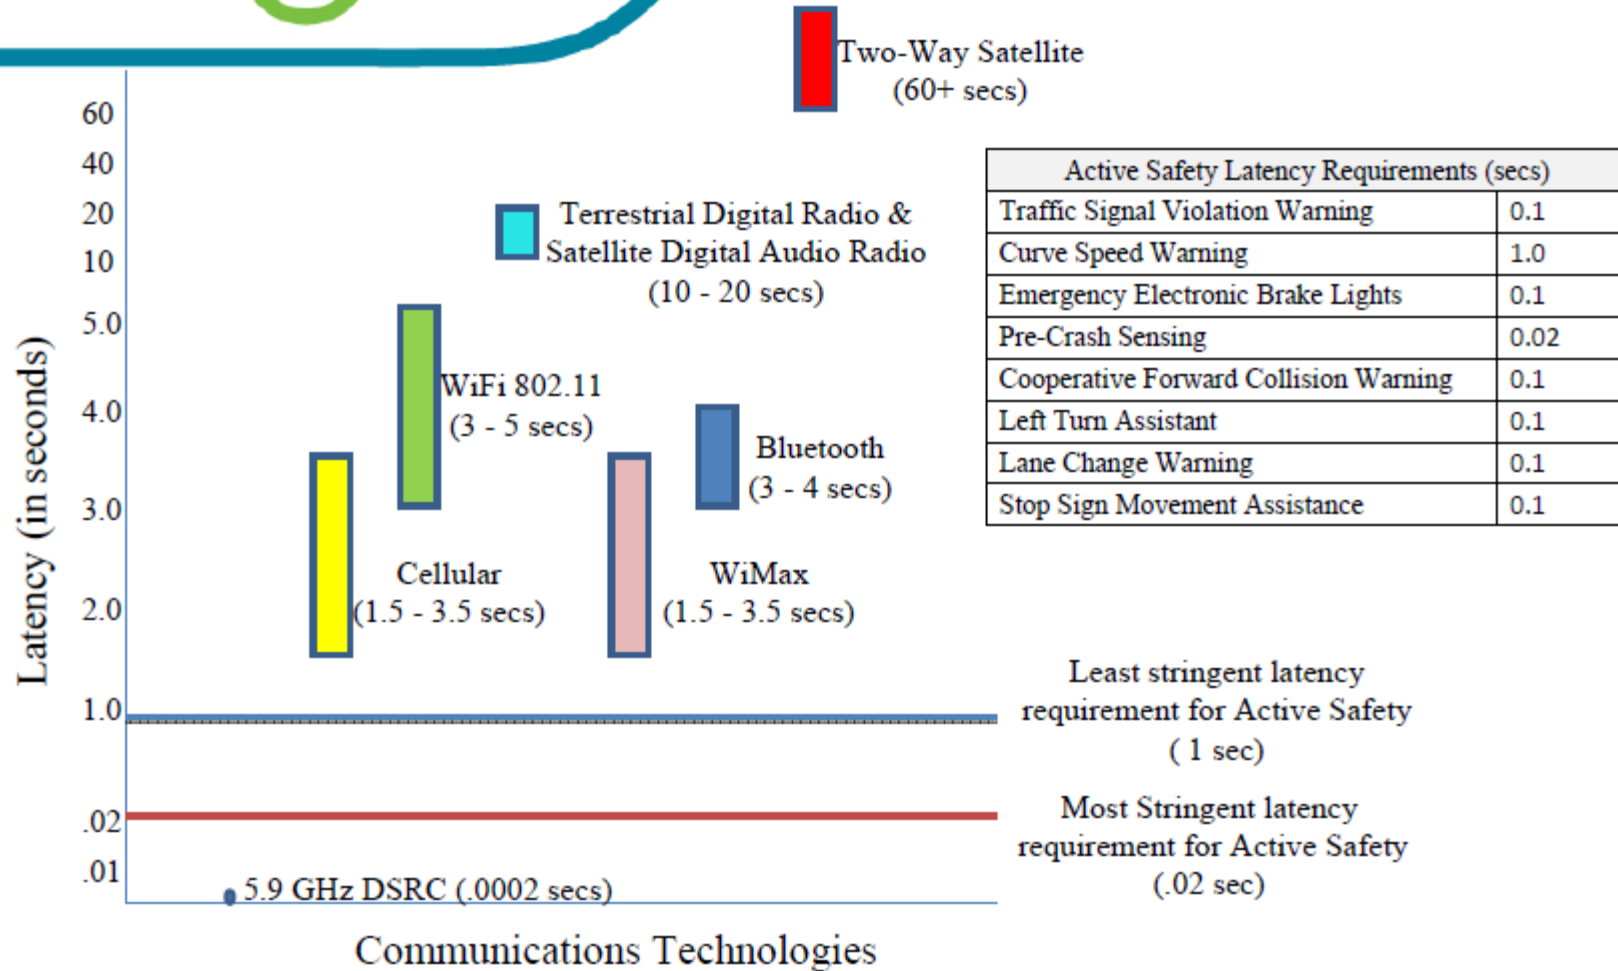 Two-Way Satellite
(60+ secs)
60
40
20
10
5.0
4.0
3.0
2.0
1.0
.02
.01
Latency (in seconds)
Terrestrial Digital Radio &
Satellite Digital Audio Radio
(10 - 20 secs)
WiFi 802.11
(3 - 5 secs)
Bluetooth
(3 - 4 secs)
Cellular
(1.5 - 3.5 secs)
WiMax
(1.5 - 3.5 secs)
Active Safety Latency Requirements (secs)
Traffic Signal Violation Warning 0.1
Curve Speed Warning 1.0
Emergency Electronic Brake Lights 0.1
Pre-Crash Sensing 0.02
Cooperative Forward Collision Warning 0.1
Left Turn Assistant 0.1
Lane Change Warning 0.1
Stop Sign Movement Assistance 0.1
Least stringent latency
requirement for Active Safety
( 1 sec)
Most Stringent latency
requirement for Active Safety
(.02 sec)
5.9 GHz DSRC (.0002 secs)
Communications Technologies